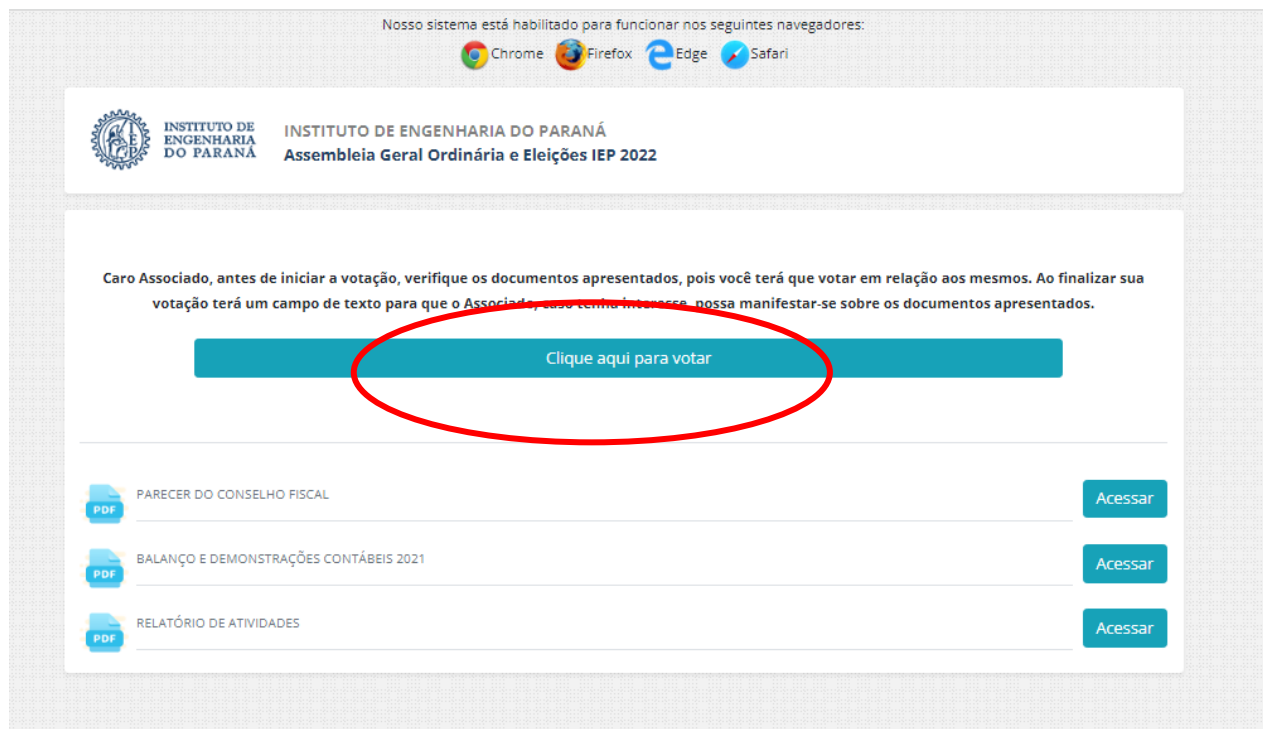 Nosso sistema está habilitado para funcionar nos seguintes navegadores:
Chrome Firefox Edge Safari
INSTITUTO DE
ENGENHARIA
DO PARANÁ
INSTITUTO DE ENGENHARIA DO PARANÁ
Assembleia Geral Ordinária e Eleições IEP 2022
Caro Associado, antes de iniciar a votação, verifique os documentos apresentados, pois você terá que votar em relação aos mesmos. Ao finalizar sua
votação terá um campo de texto para que o Associado, caso tenha interesse, possa manifestar-se sobre os documentos apresentados.
Clique aqui para votar
PDF PARECER DO CONSELHO FISCAL Acessar
PDF BALANÇO E DEMONSTRAÇÕES CONTÁBEIS 2021 Acessar
PDF RELATÓRIO DE ATIVIDADES Acessar